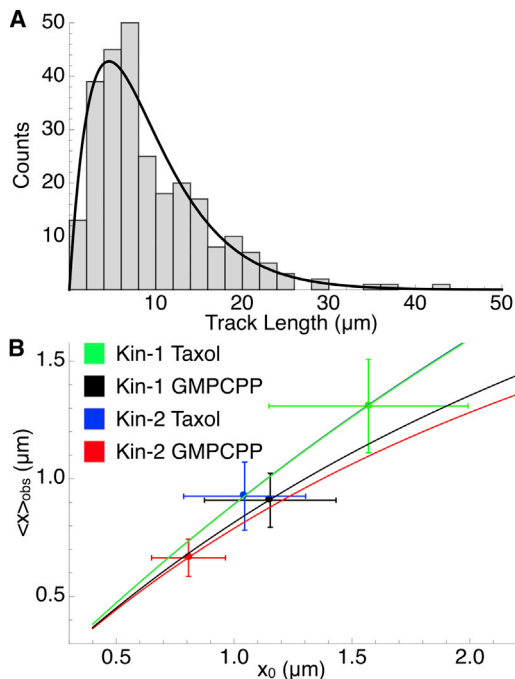 A
50
40
30
20
10
Counts
10 20 30 40 50
Track Length (μm)
B
1.5
1.0
0.5
<x>obs (μm)
Kin-1 Taxol
Kin-1 GMPCPP
Kin-2 Taxol
Kin-2 GMPCPP
0.5 1.0 1.5 2.0
x0 (μm)